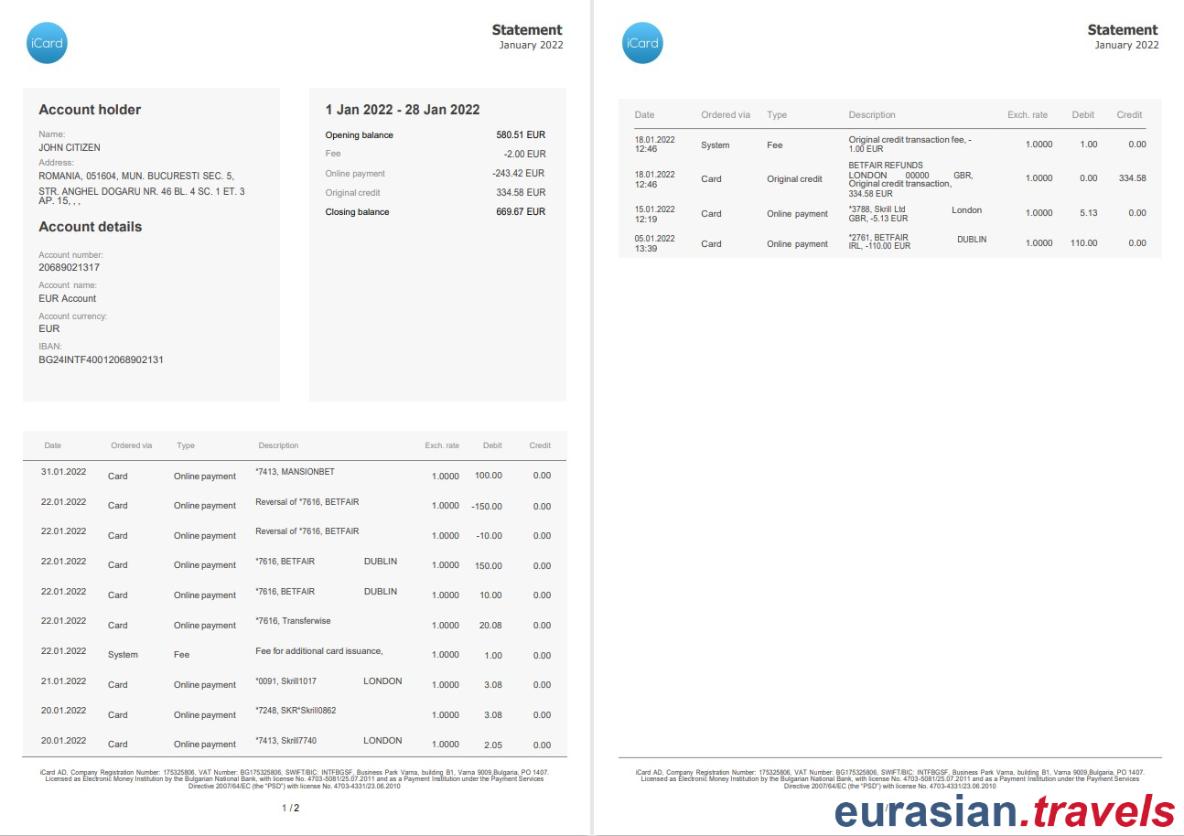 iCard
Statement
January 2022
Account holder
Name:
JOHN CITIZEN
Address:
ROMANIA, 051604, MUN. BUCURESTI SEC. 5,
STR. ANGHEL DOGARU NR. 46 BL. 4 SC. 1 ET. 3
AP. 15, , ,
Account details
Account number:
20689021317
Account name:
EUR Account
Account currency:
EUR
IBAN:
BG24INTF40012068902131
1 Jan 2022 - 28 Jan 2022
Opening balance 580.51 EUR
Fee -2.00 EUR
Online payment -243.42 EUR
Original credit 334.58 EUR
Closing balance 669.67 EUR
Date Ordered via Type Description Exch. rate Debit Credit
31.01.2022 Card Online payment *7413, MANSIONBET 1.0000 100.00 0.00
22.01.2022 Card Online payment Reversal of *7616, BETFAIR 1.0000 -150.00 0.00
22.01.2022 Card Online payment Reversal of *7616, BETFAIR 1.0000 -10.00 0.00
22.01.2022 Card Online payment *7616, BETFAIR DUBLIN 1.0000 150.00 0.00
22.01.2022 Card Online payment *7616, BETFAIR DUBLIN 1.0000 10.00 0.00
22.01.2022 Card Online payment *7616, Transferwise 1.0000 20.08 0.00
22.01.2022 System Fee Fee for additional card issuance, 1.0000 1.00 0.00
21.01.2022 Card Online payment *0091, Skrill1017 LONDON 1.0000 3.08 0.00
20.01.2022 Card Online payment *7248, SKR*Skrill0862 1.0000 3.08 0.00
20.01.2022 Card Online payment *7413, Skrill7740 LONDON 1.0000 2.05 0.00
iCard AD, Company Registration Number: 175325806, VAT Number: BG175325806, SWIFT/BIC: INTFBGSF, Business Park Varna, building B1, Varna 9009,Bulgaria, PO 1407.
Licensed as Electronic Money Institution by the Bulgarian National Bank, with license No. 4703-5081/25.07.2011 and as a Payment Institution under the Payment Services
Directive 2007/64/EC (the "PSD") with license No. 4703-4331/23.06.2010
1 / 2
iCard
Statement
January 2022
Date Ordered via Type Description Exch. rate Debit Credit
18.01.2022 System Fee Original credit transaction fee, - 1.0000 1.00 0.00
12:46 1.00 EUR
BETFAIR REFUNDS
18.01.2022 Card Original credit LONDON 00000 GBR, 1.0000 0.00 334.58
12:46 Original credit transaction,
334.58 EUR
15.01.2022 Card Online payment *3788, Skrill Ltd London 1.0000 5.13 0.00
12:19 GBR, -5.13 EUR
05.01.2022 Card Online payment *2761, BETFAIR DUBLIN 1.0000 110.00 0.00
13:39 IRL, -110.00 EUR
iCard AD, Company Registration Number: 175325806, VAT Number: BG175325806, SWIFT/BIC: INTFBGSF, Business Park Varna, building B1, Varna 9009,Bulgaria, PO 1407.
Licensed as Electronic Money Institution by the Bulgarian National Bank, with license No. 4703-5081/25.07.2011 and as a Payment Institution under the Payment Services
Directive 2007/64/EC (the "PSD") with license No. 4703-4331/23.06.2010
eurasian.travels